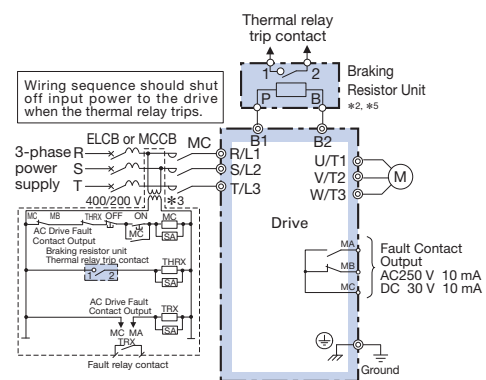 Thermal relay
trip contact
1 2
Braking
Resistor Unit
P B
*2, *5
Wiring sequence should shut
off input power to the drive
when the thermal relay trips.
B1 B2
ELCB or MCCB MC
3-phase
power
supply
R
S
T
R/L1
S/L2
T/L3
U/T1
V/T2
W/T3
M
400/200 V *3
Drive
MC MB THRX OFF ON MC
MC
SA
AC Drive Fault
Contact Output
Braking resistor unit
Thermal relay trip contact
THRX
1 2
SA
AC Drive Fault
Contact Output
TRX
SA
MC MA
TRX
Fault relay contact
MA
MB
MC
Fault Contact
Output
AC250 V 10 mA
DC 30 V 10 mA
Ground